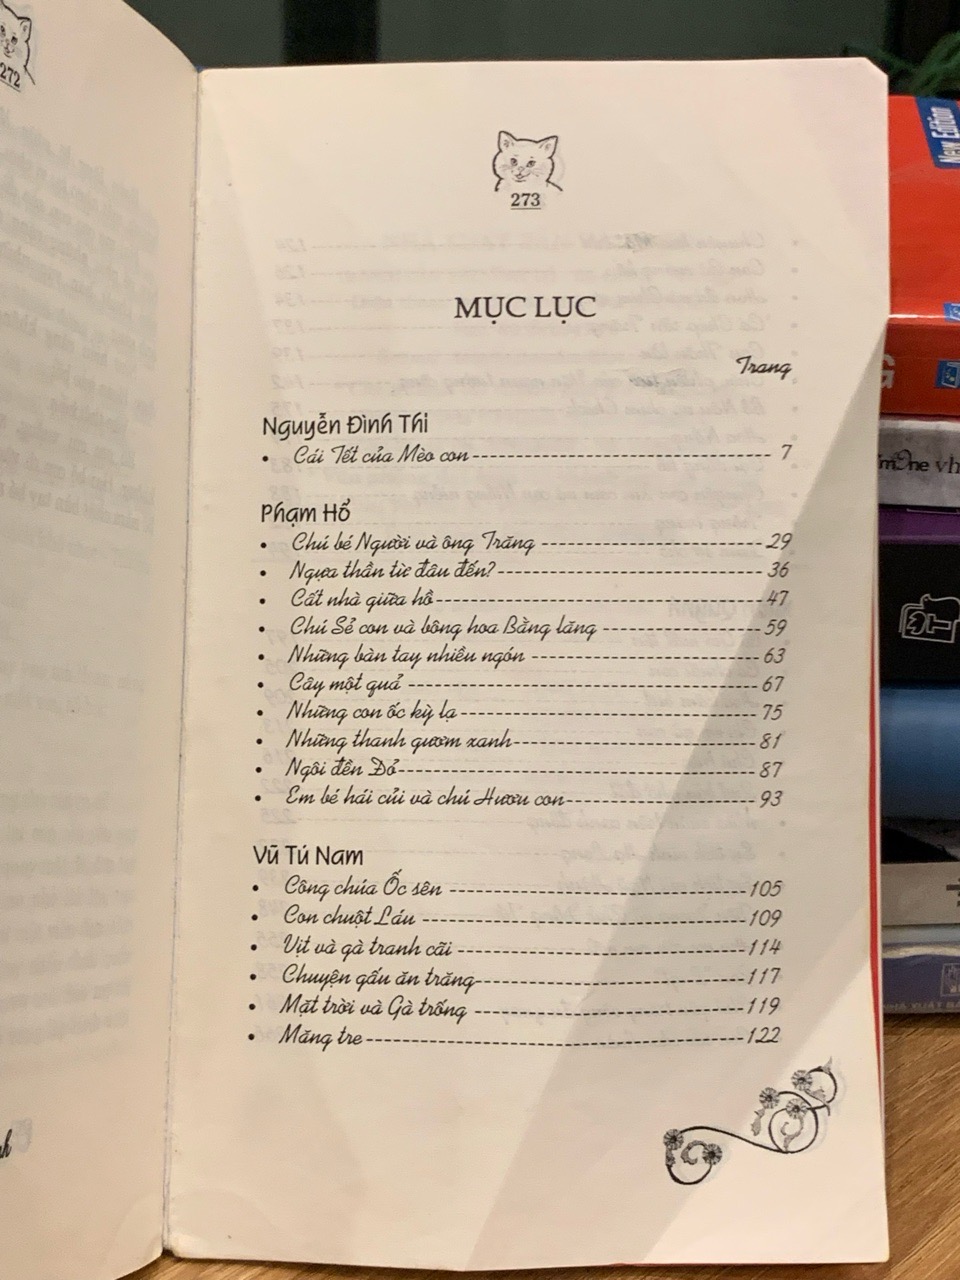 272
273
MỤC LỤC
Trang
Nguyễn Đình Thi
• Cái Tết của Mèo con 7
Phạm Hổ
• Chú bé Người và ông Trăng 29
• Ngựa thần từ đâu đến? 36
• Cất nhà giữa hồ 47
• Chú Sẻ con và bông hoa Bằng lăng 59
• Những bàn tay nhiều ngón 63
• Cây một quả 67
• Những con ốc kỳ lạ 75
• Những thanh gươm xanh 81
• Ngôi đền Đỏ 87
• Em bé hái củi và chú Hươu con 93
Vũ Tú Nam
• Công chúa Ốc sên 105
• Con chuột Láu 109
• Vịt và gà tranh cãi 114
• Chuyện gấu ăn trăng 117
• Mặt trời và Gà trống 119
• Măng tre 122
New Edition